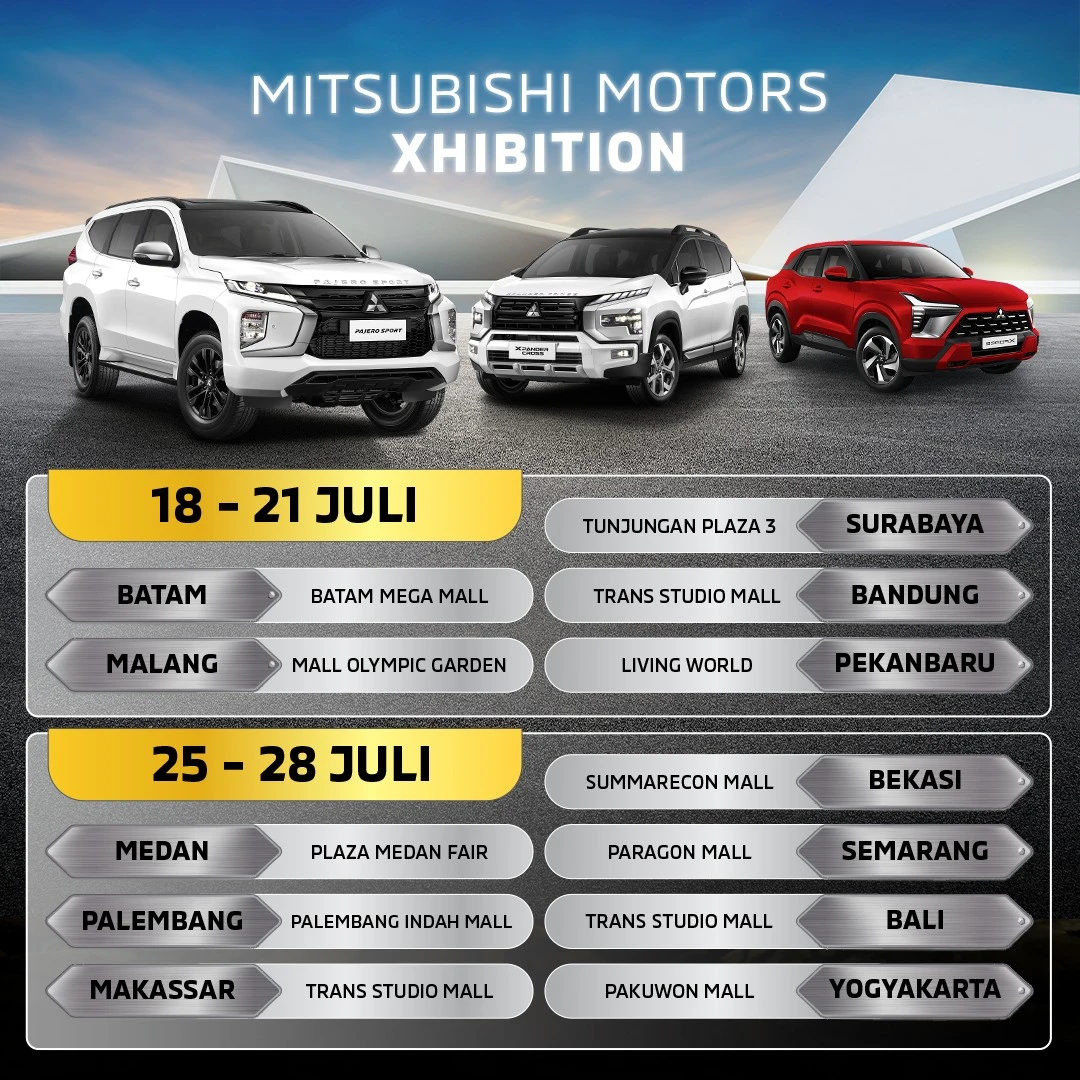 MITSUBISHI MOTORS
XHIBITION
PAJERO SPORT
PAJERO SPORT
XPANDER CROSS
XPANDER
CROSS
18 - 21 JULI
TUNJUNGAN PLAZA 3 SURABAYA
BATAM BATAM MEGA MALL
TRANS STUDIO MALL BANDUNG
MALANG MALL OLYMPIC GARDEN
LIVING WORLD PEKANBARU
25 - 28 JULI
SUMMARECON MALL BEKASI
MEDAN PLAZA MEDAN FAIR
PARAGON MALL SEMARANG
PALEMBANG PALEMBANG INDAH MALL
TRANS STUDIO MALL BALI
MAKASSAR TRANS STUDIO MALL
PAKUWON MALL YOGYAKARTA